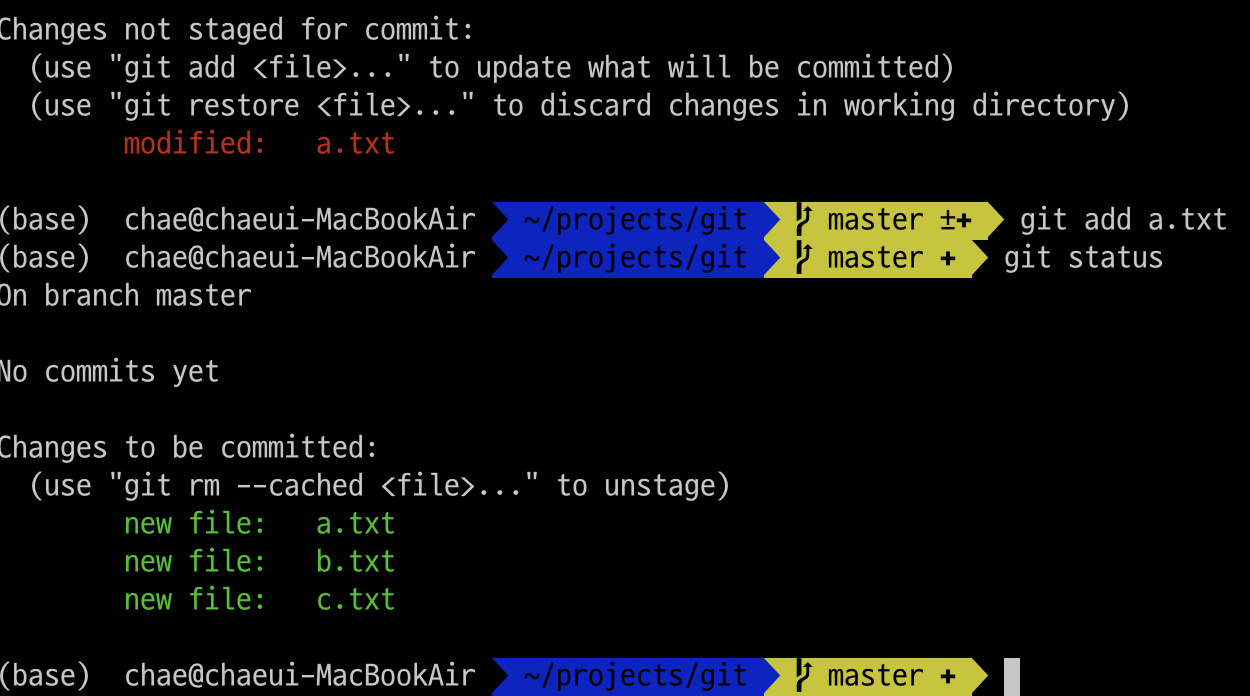 Changes not staged for commit:
  (use "git add <file>..." to update what will be committed)
  (use "git restore <file>..." to discard changes in working directory)
        modified:   a.txt
(base)  chae@chaeui-MacBookAir  ~/projects/git  master ±+  git add a.txt
(base)  chae@chaeui-MacBookAir  ~/projects/git  master +  git status
On branch master
No commits yet
Changes to be committed:
  (use "git rm --cached <file>..." to unstage)
        new file:   a.txt
        new file:   b.txt
        new file:   c.txt
(base)  chae@chaeui-MacBookAir  ~/projects/git  master +